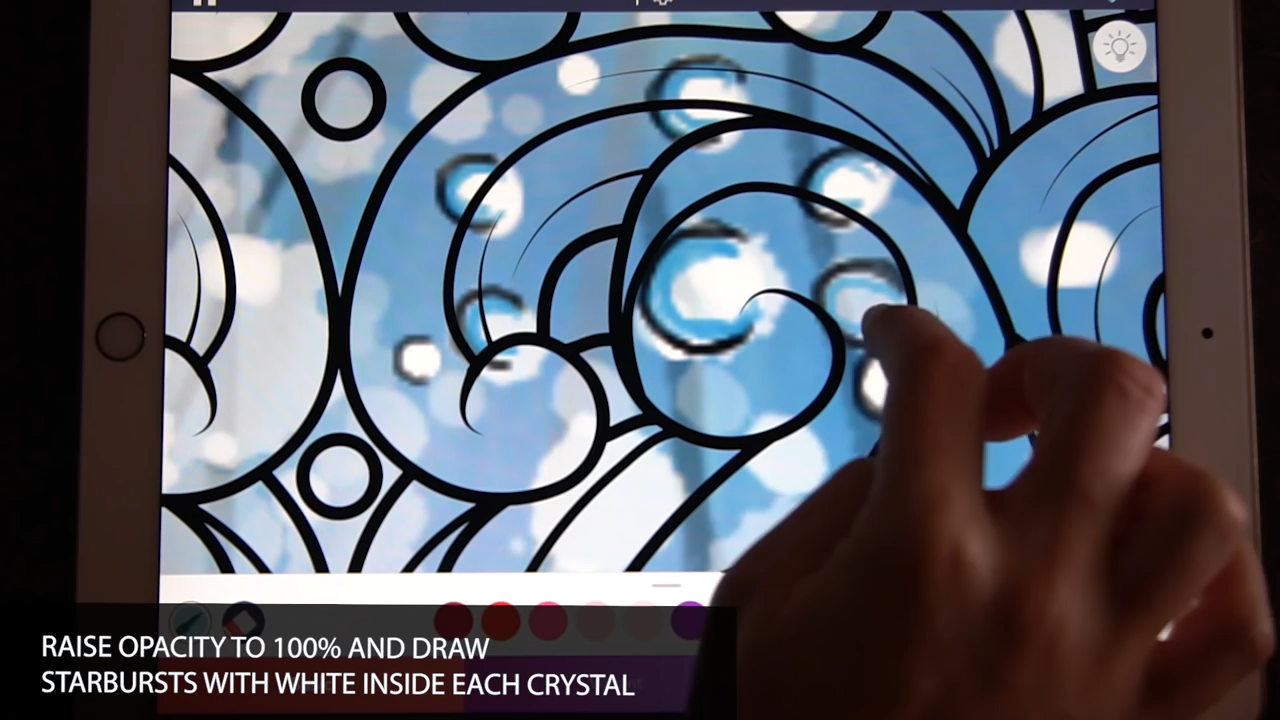 RAISE OPACITY TO 100% AND DRAW
STARBURSTS WITH WHITE INSIDE EACH CRYSTAL